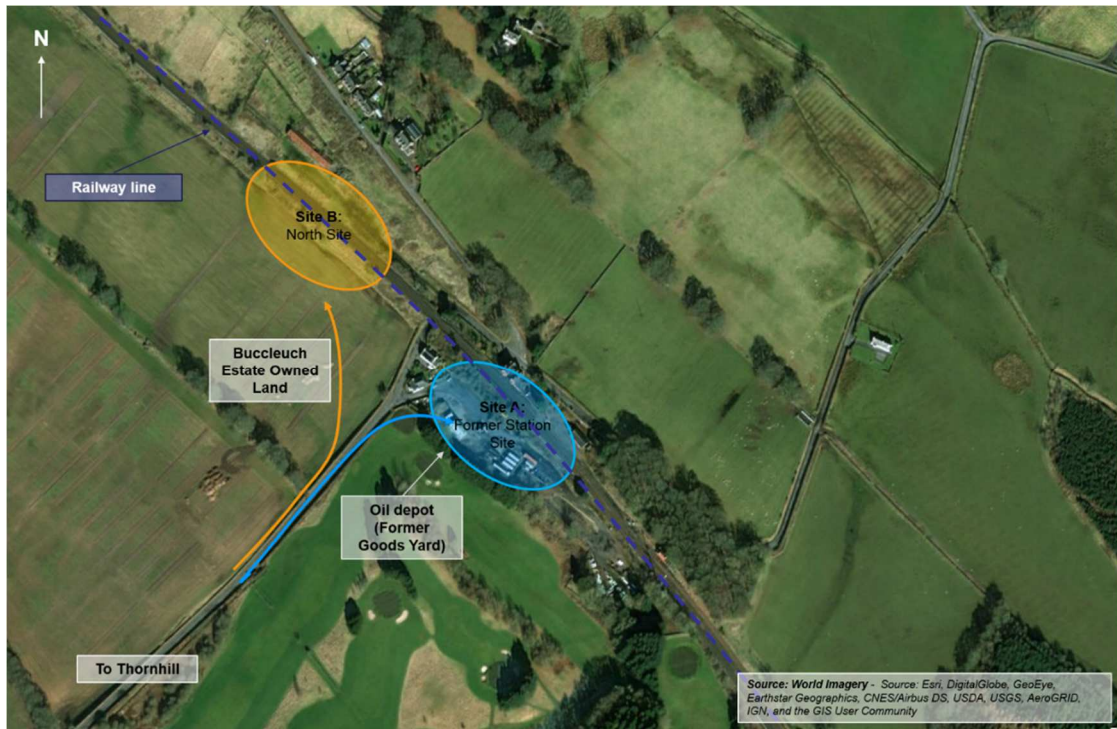 N
Railway line
Site B:
North Site
Buccleuch
Estate Owned
Land
Site A:
Former Station
Site
Oil depot
(Former
Goods Yard)
To Thornhill
Source: World Imagery - Source: Esri, DigitalGlobe, GeoEye,
Earthstar Geographics, CNES/Airbus DS, USDA, USGS, AeroGRID,
IGN, and the GIS User Community